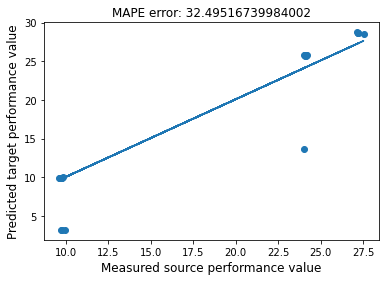 MAPE error: 32.49516739984002
Predicted target performance value
30
25
20
15
10
5
10.0 12.5 15.0 17.5 20.0 22.5 25.0 27.5
Measured source performance value